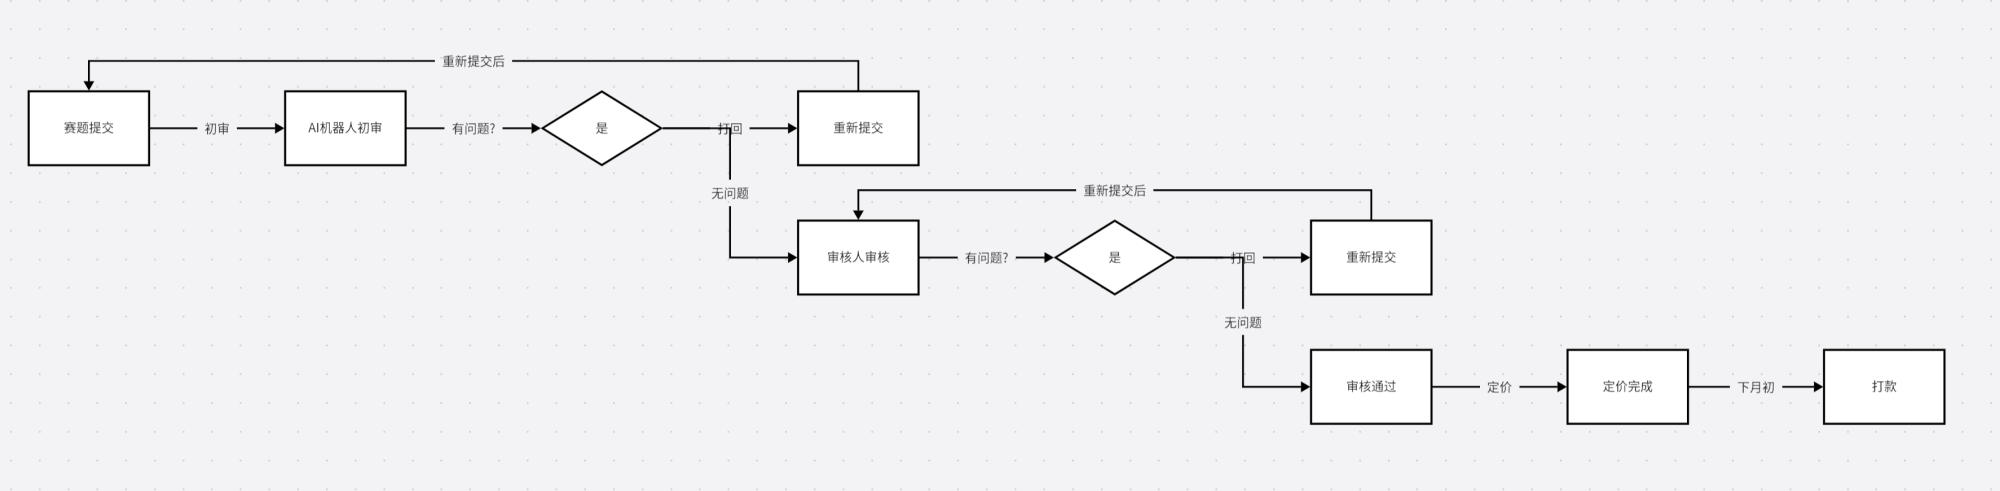 重新提交后
赛题提交
初审
AI机器人初审
有问题?
是
打回
重新提交
无问题
重新提交后
审核人审核
有问题?
是
打回
重新提交
无问题
审核通过
定价
定价完成
下月初
打款